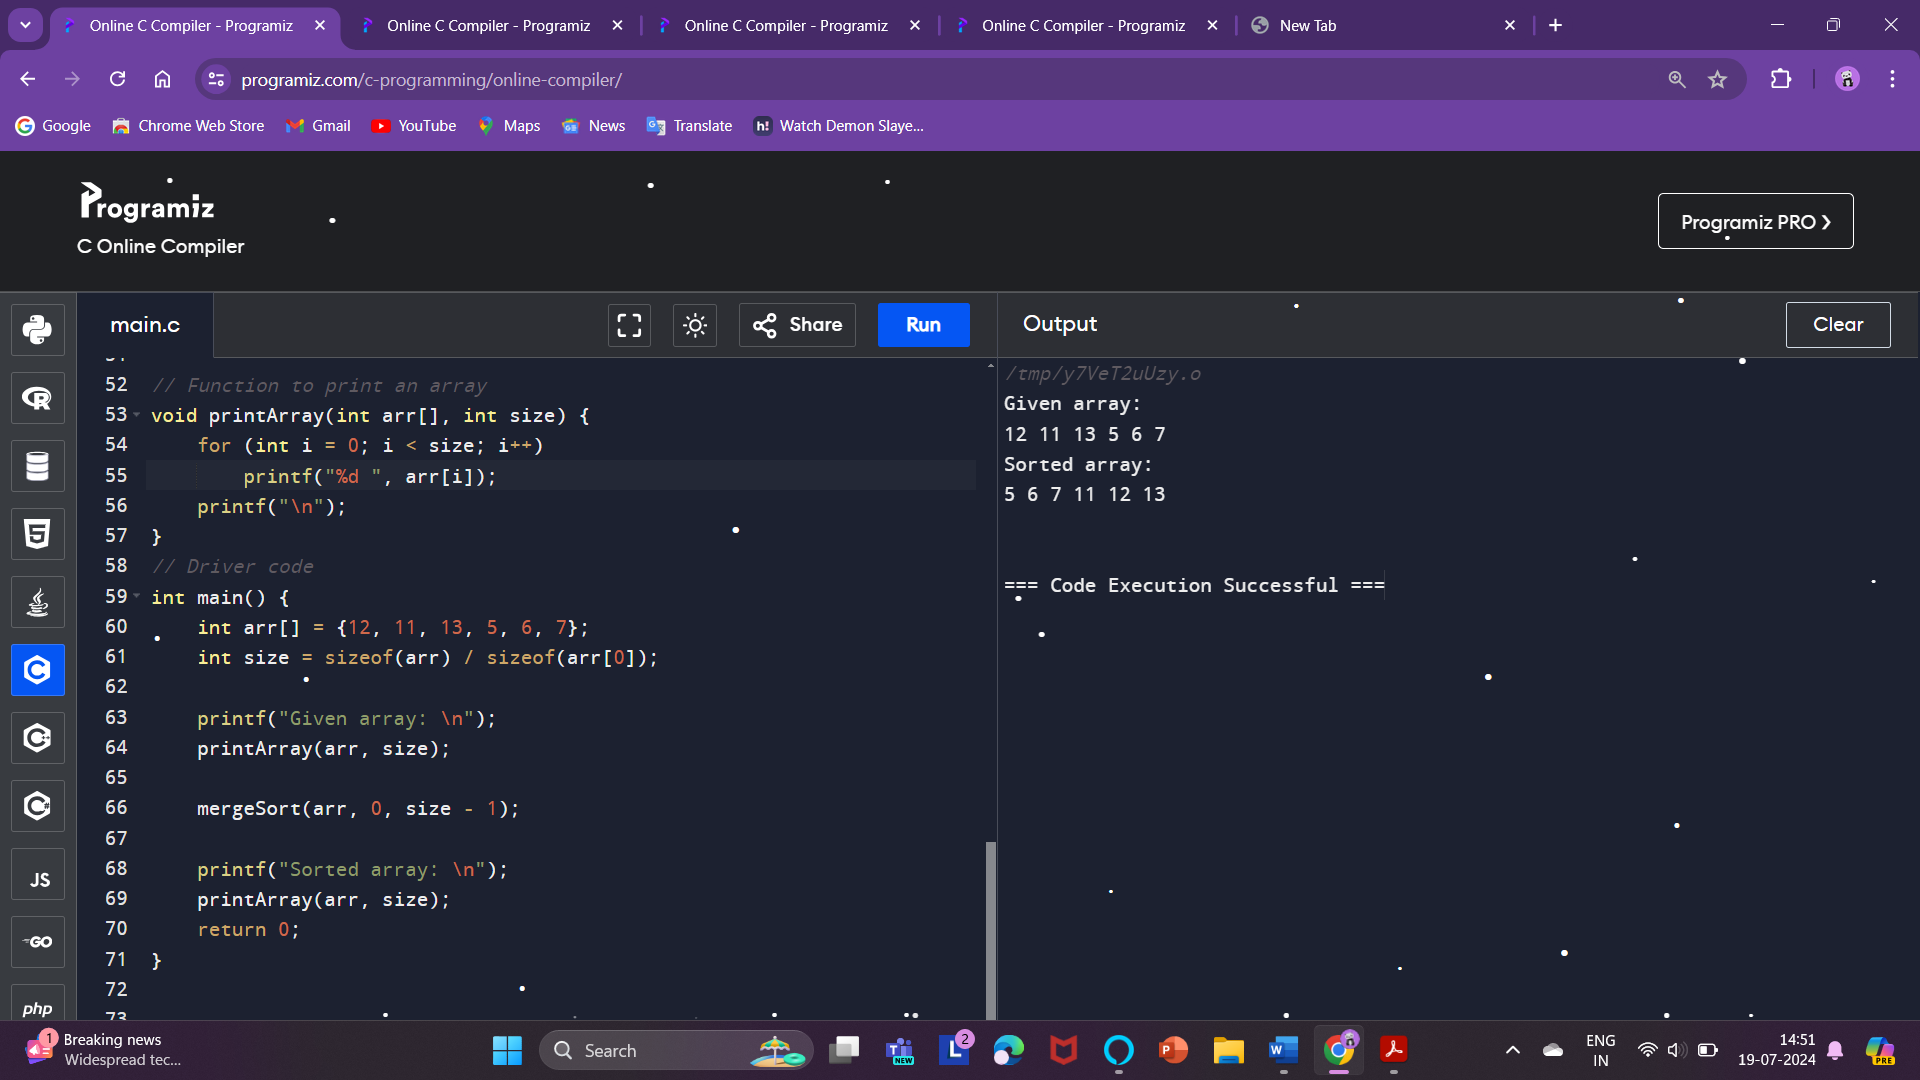 Online C Compiler - Programiz
Online C Compiler - Programiz
Online C Compiler - Programiz
Online C Compiler - Programiz
New Tab
programiz.com/c-programming/online-compiler/
Google
Chrome Web Store
Gmail
YouTube
Maps
News
Translate
h!
Watch Demon Slaye...
Programiz
C Online Compiler
Programiz PRO ❯
main.c
Share
Run
Output
Clear
52 // Function to print an array
53 void printArray(int arr[], int size) {
54 for (int i = 0; i < size; i++)
55 printf("%d ", arr[i]);
56 printf("\n");
57 }
58 // Driver code
59 int main() {
60 int arr[] = {12, 11, 13, 5, 6, 7};
61 int size = sizeof(arr) / sizeof(arr[0]);
62
63 printf("Given array: \n");
64 printArray(arr, size);
65
66 mergeSort(arr, 0, size - 1);
67
68 printf("Sorted array: \n");
69 printArray(arr, size);
70 return 0;
71 }
72
73
/tmp/y7VeT2uUzy.o
Given array:
12 11 13 5 6 7
Sorted array:
5 6 7 11 12 13
=== Code Execution Successful ===
JS
GO
php
1
Breaking news
Widespread tec...
Search
NEW
L
2
ENG
IN
14:51
19-07-2024
PRE